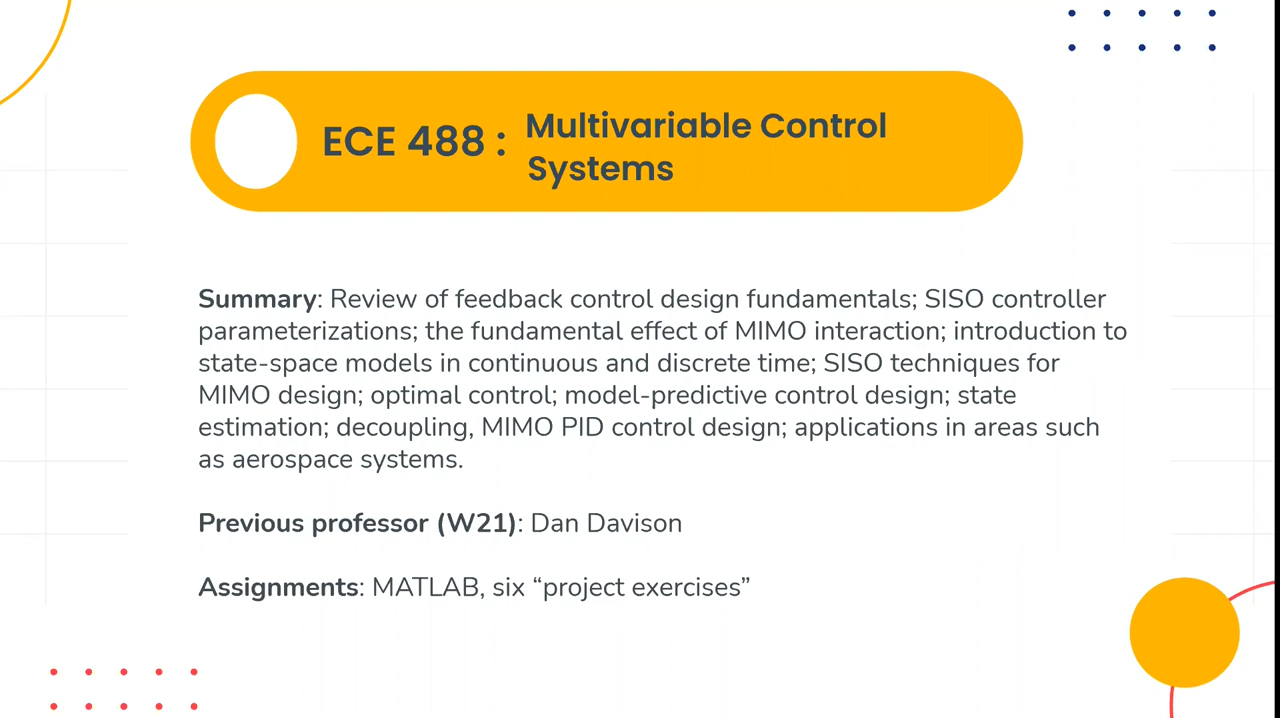 ECE 488 : Multivariable Control
Systems
Summary: Review of feedback control design fundamentals; SISO controller
parameterizations; the fundamental effect of MIMO interaction; introduction to
state-space models in continuous and discrete time; SISO techniques for
MIMO design; optimal control; model-predictive control design; state
estimation; decoupling, MIMO PID control design; applications in areas such
as aerospace systems.
Previous professor (W21): Dan Davison
Assignments: MATLAB, six “project exercises”